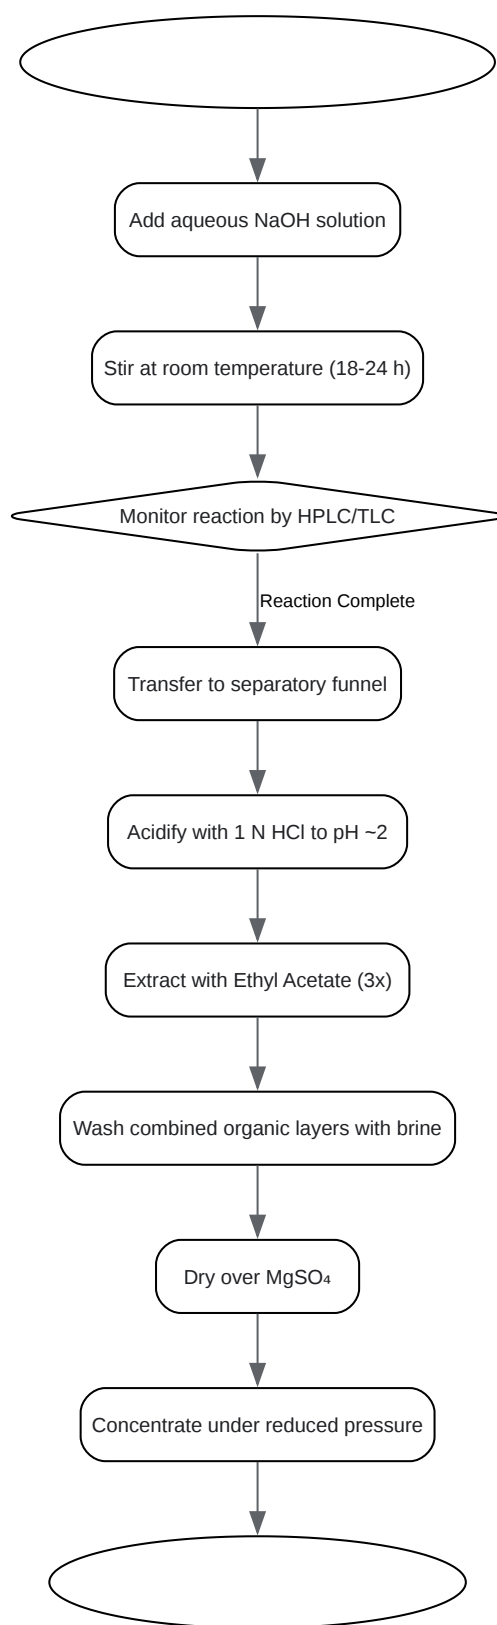 Add aqueous NaOH solution
Stir at room temperature (18-24 h)
Monitor reaction by HPLC/TLC
Reaction Complete
Transfer to separatory funnel
Acidify with 1 N HCl to pH ~2
Extract with Ethyl Acetate (3x)
Wash combined organic layers with brine
Dry over MgSO₄
Concentrate under reduced pressure